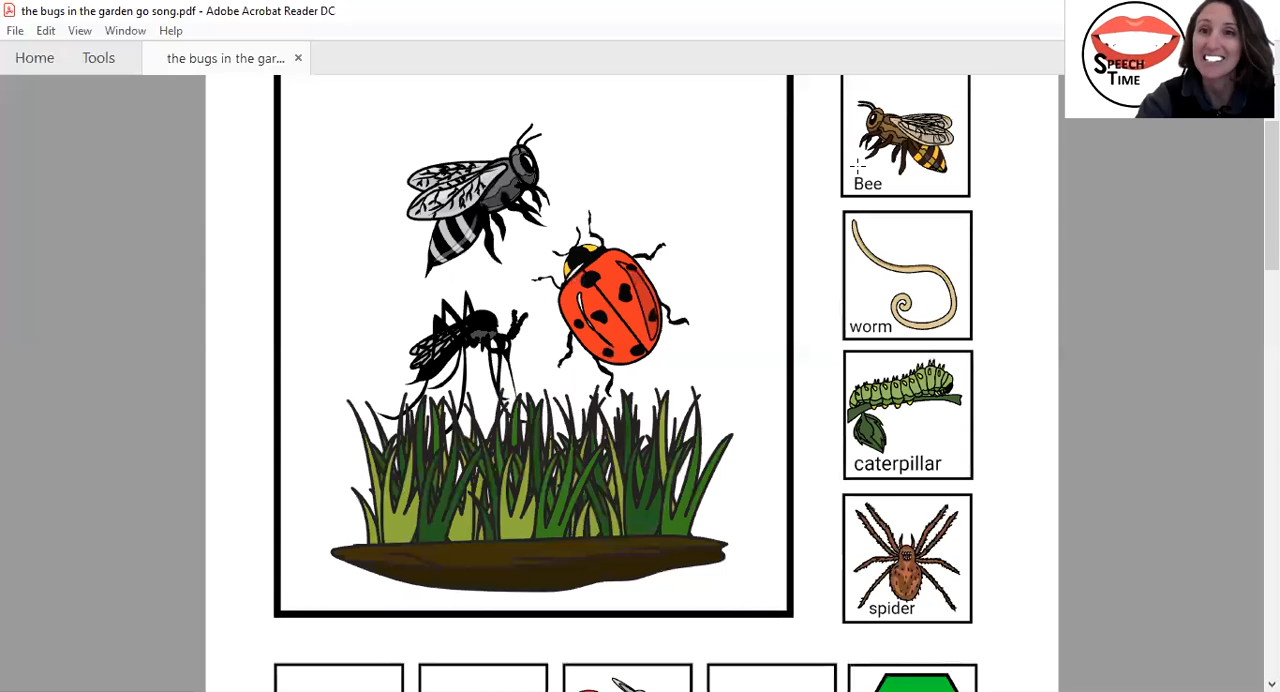 the bugs in the garden go song.pdf - Adobe Acrobat Reader DC
File Edit View Window Help
Home Tools the bugs in the gar... ×
SPEECH
TIME
Bee
worm
caterpillar
spider